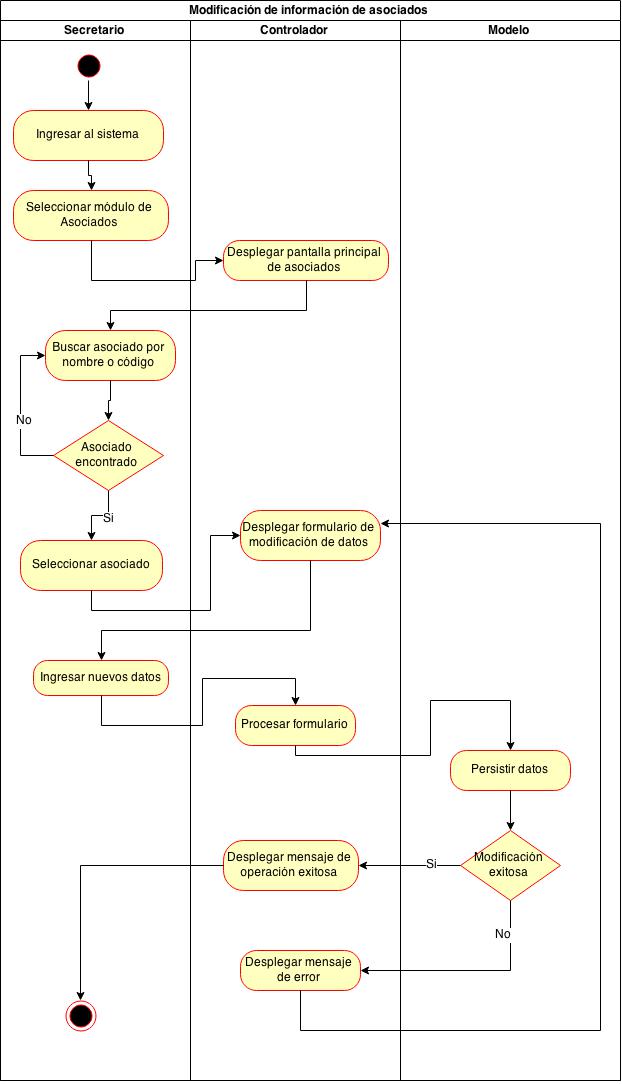 Modificación de información de asociados
Secretario
Controlador
Modelo
Ingresar al sistema
Seleccionar módulo de
Asociados
Desplegar pantalla principal
de asociados
Buscar asociado por
nombre o código
No
Asociado
encontrado
Si
Desplegar formulario de
modificación de datos
Seleccionar asociado
Ingresar nuevos datos
Procesar formulario
Persistir datos
Desplegar mensaje de
operación exitosa
Si
Modificación
exitosa
No
Desplegar mensaje
de error